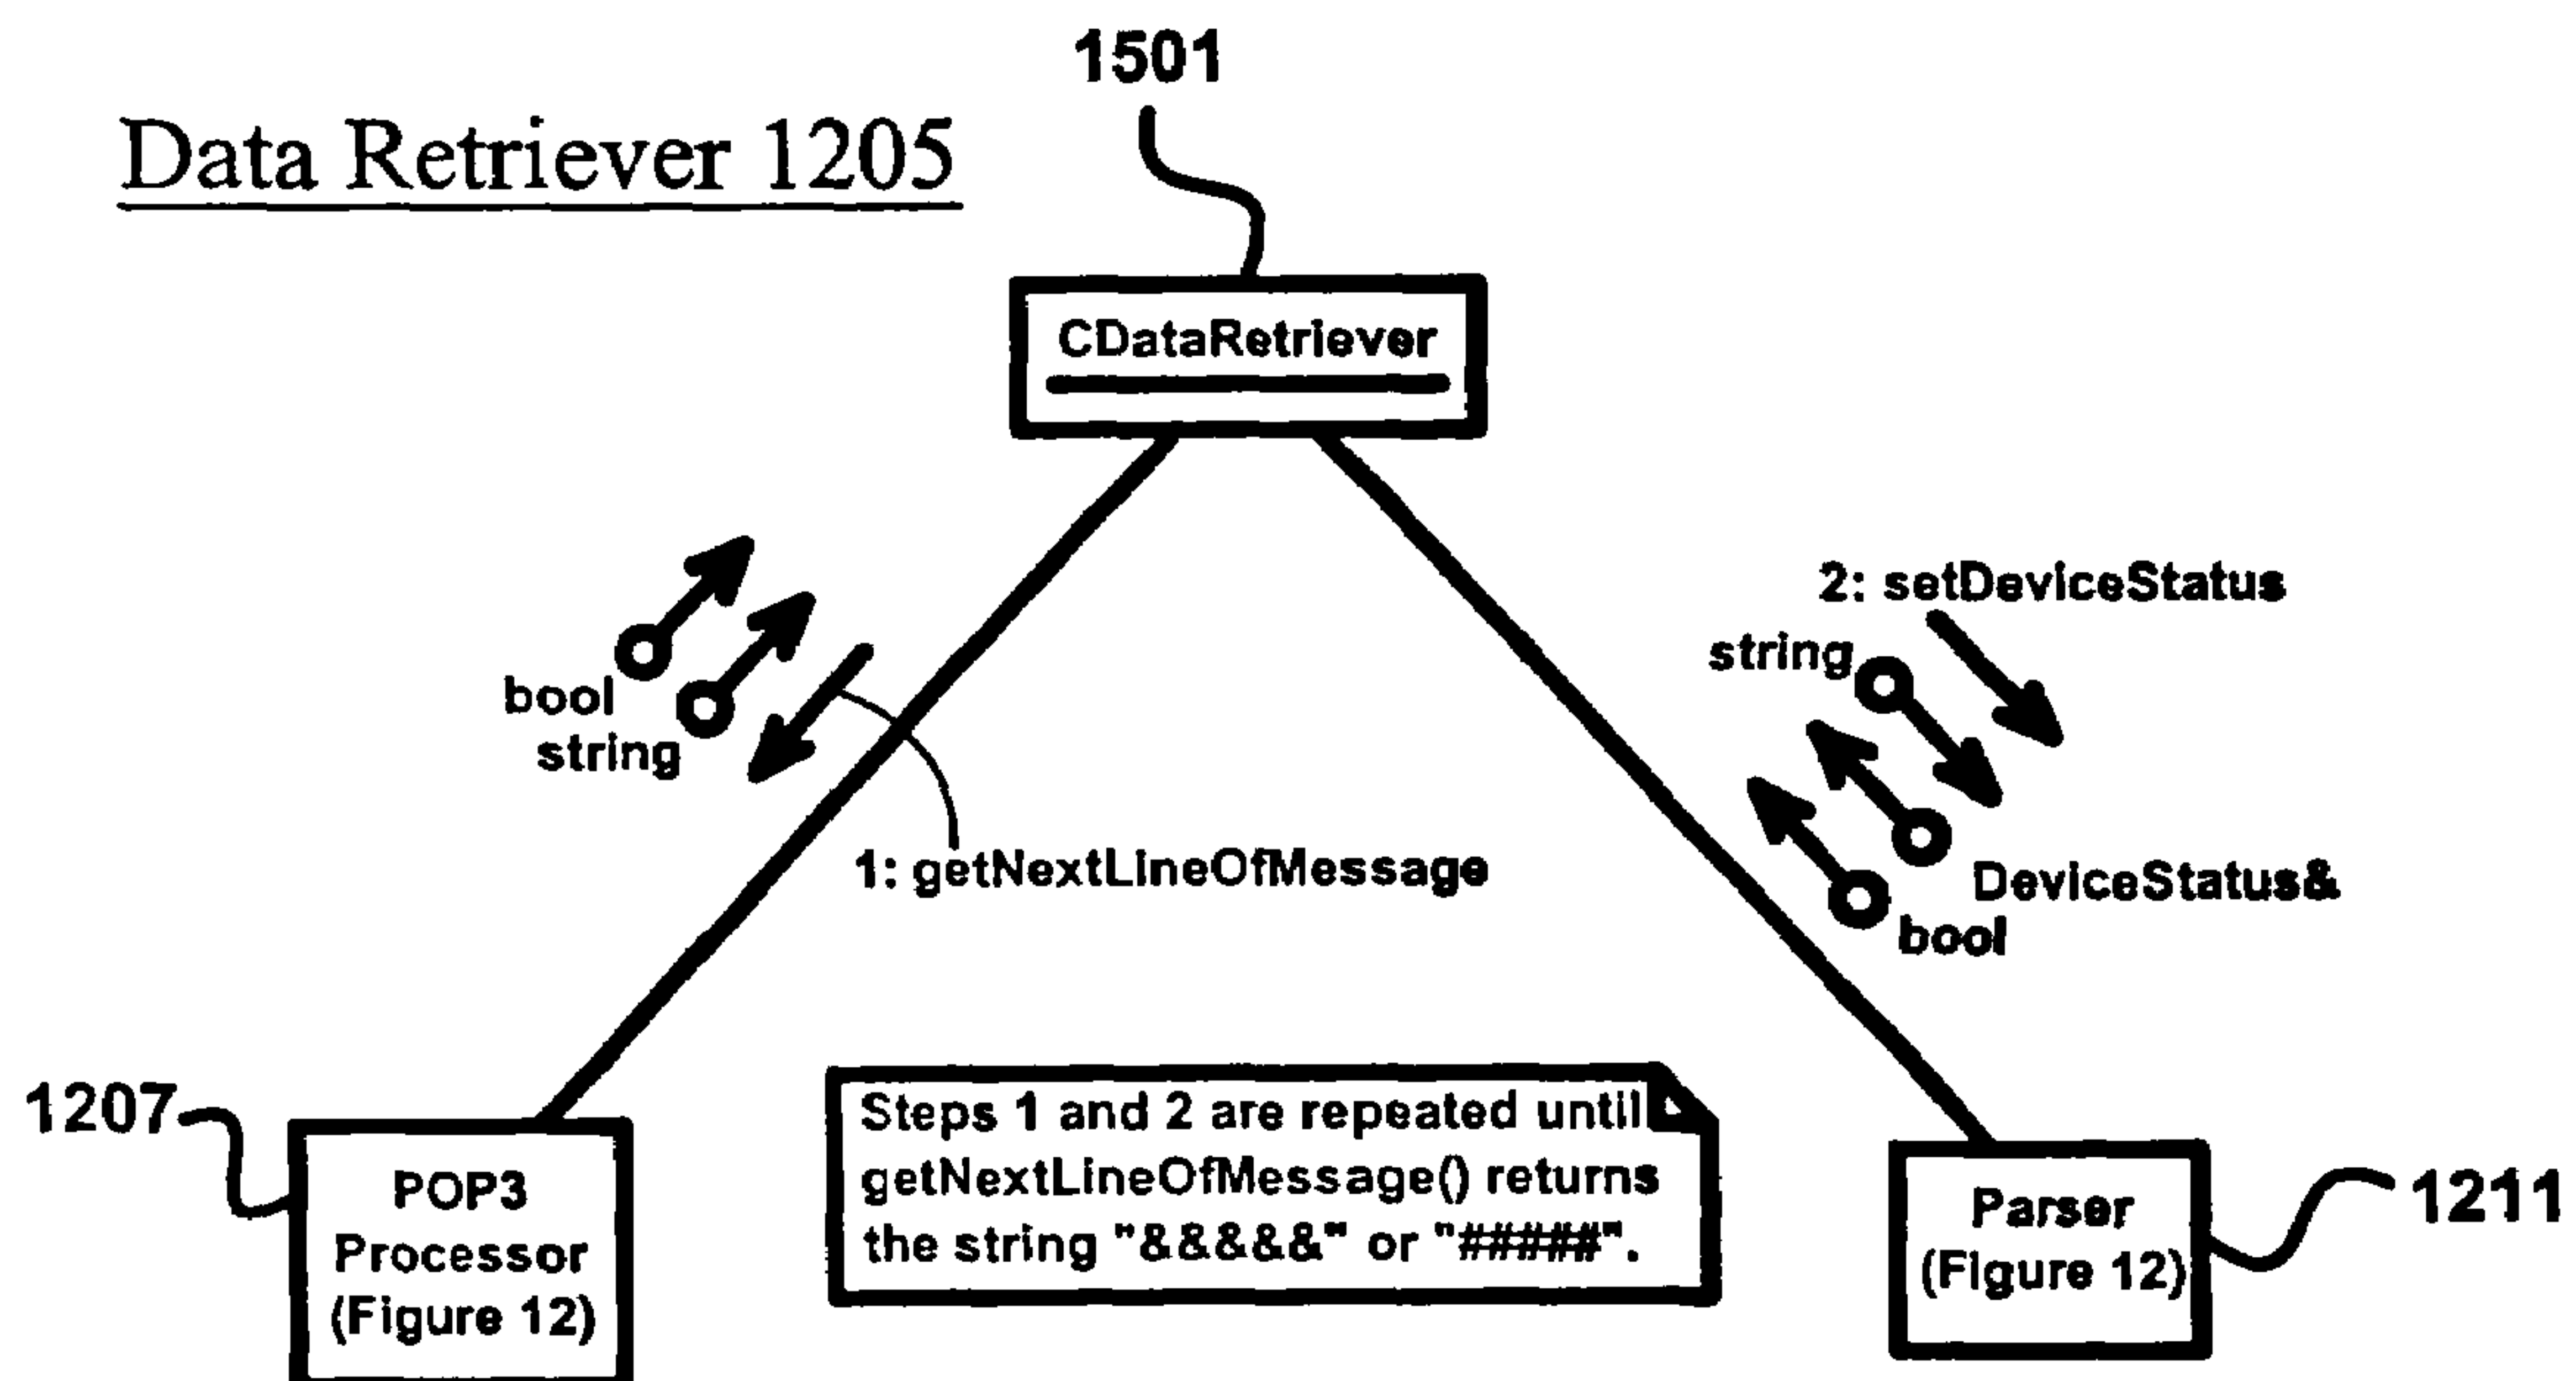 1501
Data Retriever 1205
CDataRetriever
2: setDeviceStatus
string
bool
string
1: getNextLineOfMessage
DeviceStatus&
bool
1207
POP3
Processor
(Figure 12)
Steps 1 and 2 are repeated until
getNextLineOfMessage() returns
the string "&&&&&" or "#####".
Parser
(Figure 12)
1211